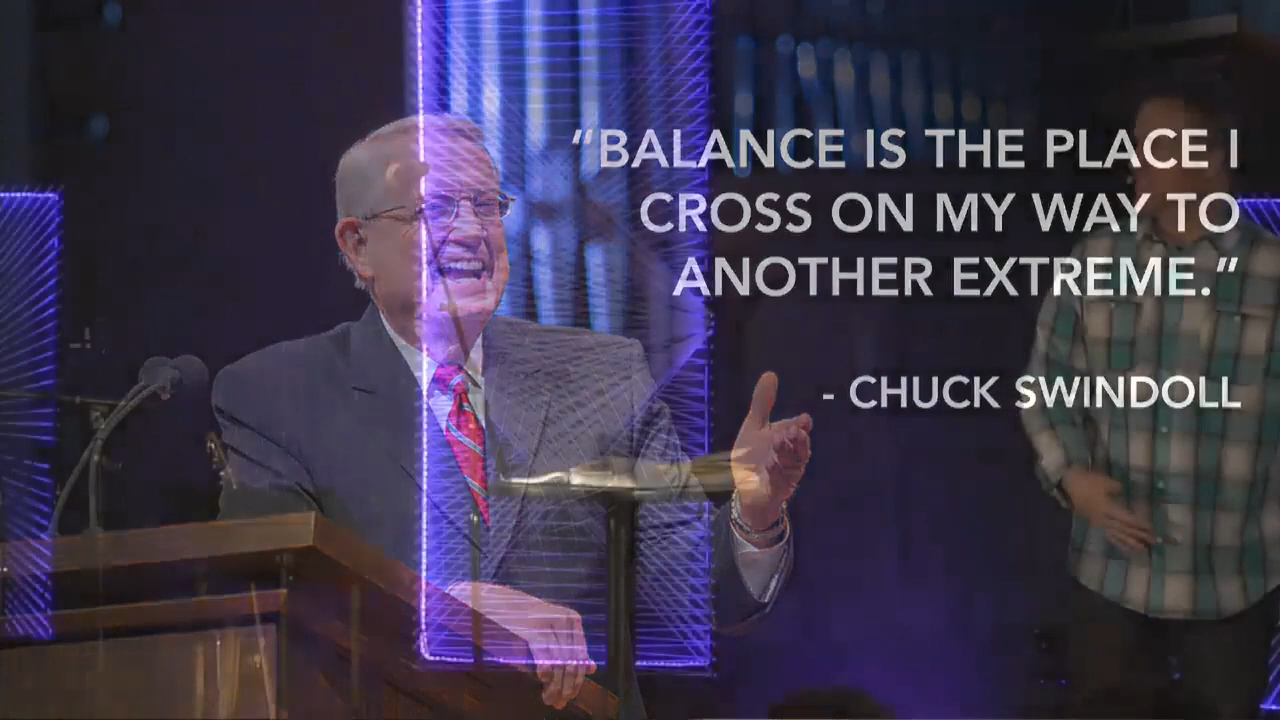 “BALANCE IS THE PLACE I
CROSS ON MY WAY TO
ANOTHER EXTREME.”
- CHUCK SWINDOLL